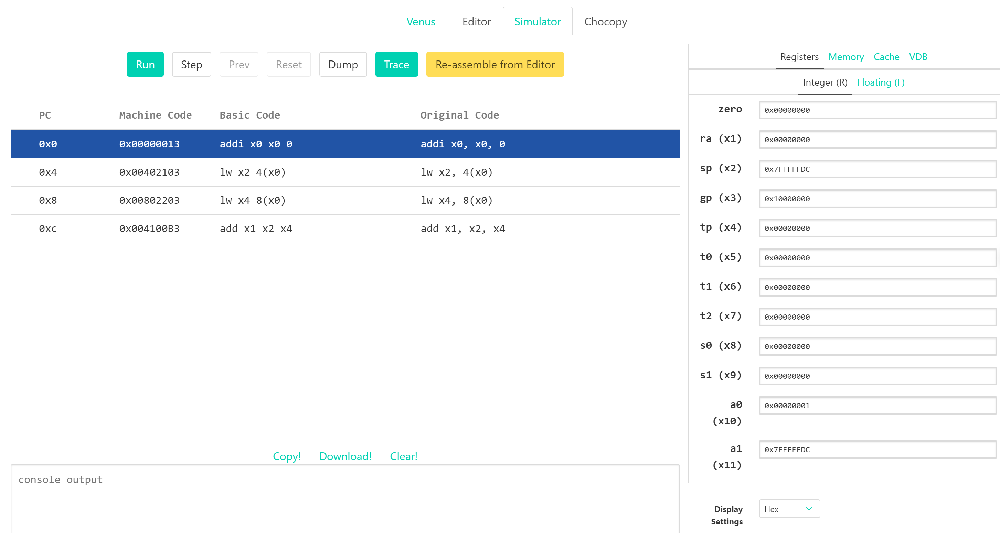 Venus Editor Simulator Chocopy
Run Step Prev Reset Dump Trace Re-assemble from Editor
PC Machine Code Basic Code Original Code
0x0 0x00000013 addi x0 x0 0 addi x0, x0, 0
0x4 0x00402103 lw x2 4(x0) lw x2, 4(x0)
0x8 0x00802203 lw x4 8(x0) lw x4, 8(x0)
0xc 0x004100B3 add x1 x2 x4 add x1, x2, x4
Copy! Download! Clear!
console output
Registers Memory Cache VDB
Integer (R) Floating (F)
zero 0x00000000
ra (x1) 0x00000000
sp (x2) 0x7FFFFFDC
gp (x3) 0x10000000
tp (x4) 0x00000000
t0 (x5) 0x00000000
t1 (x6) 0x00000000
t2 (x7) 0x00000000
s0 (x8) 0x00000000
s1 (x9) 0x00000000
a0 0x00000001
(x10)
a1 0x7FFFFFDC
(x11)
Display Hex
Settings